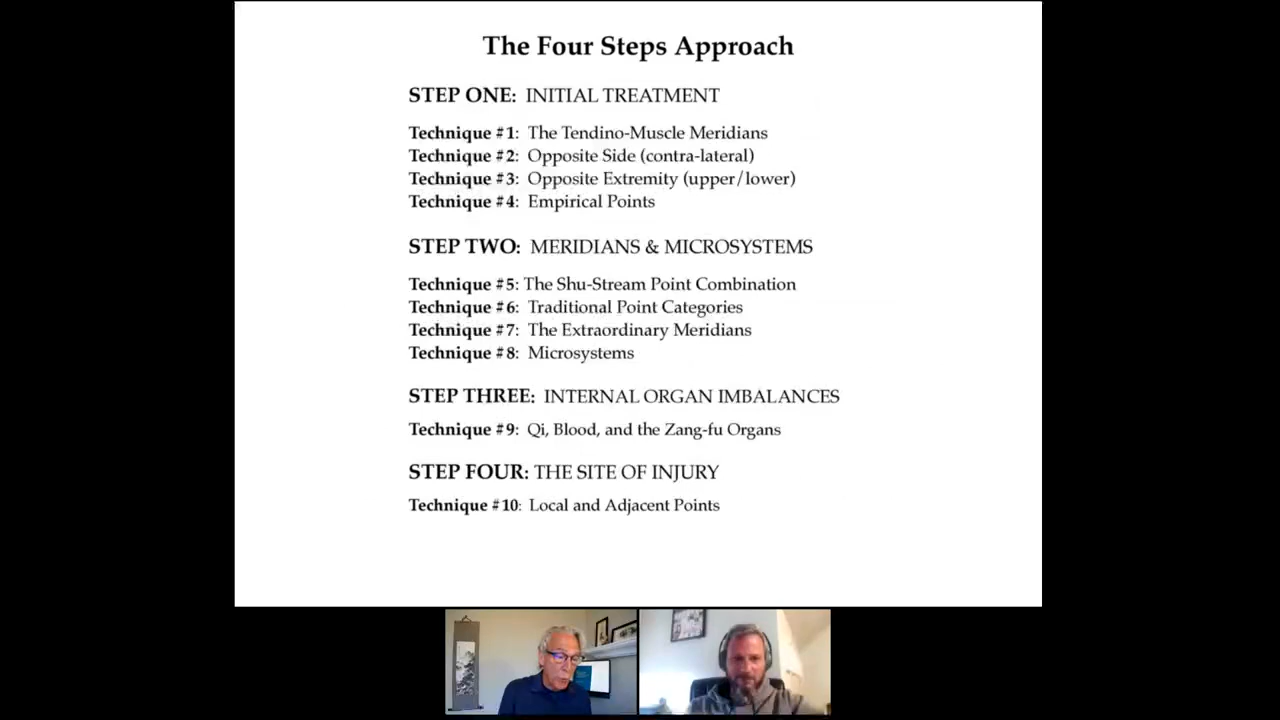 The Four Steps Approach
STEP ONE: INITIAL TREATMENT
Technique #1: The Tendino-Muscle Meridians
Technique #2: Opposite Side (contra-lateral)
Technique #3: Opposite Extremity (upper/lower)
Technique #4: Empirical Points
STEP TWO: MERIDIANS & MICROSYSTEMS
Technique #5: The Shu-Stream Point Combination
Technique #6: Traditional Point Categories
Technique #7: The Extraordinary Meridians
Technique #8: Microsystems
STEP THREE: INTERNAL ORGAN IMBALANCES
Technique #9: Qi, Blood, and the Zang-fu Organs
STEP FOUR: THE SITE OF INJURY
Technique #10: Local and Adjacent Points